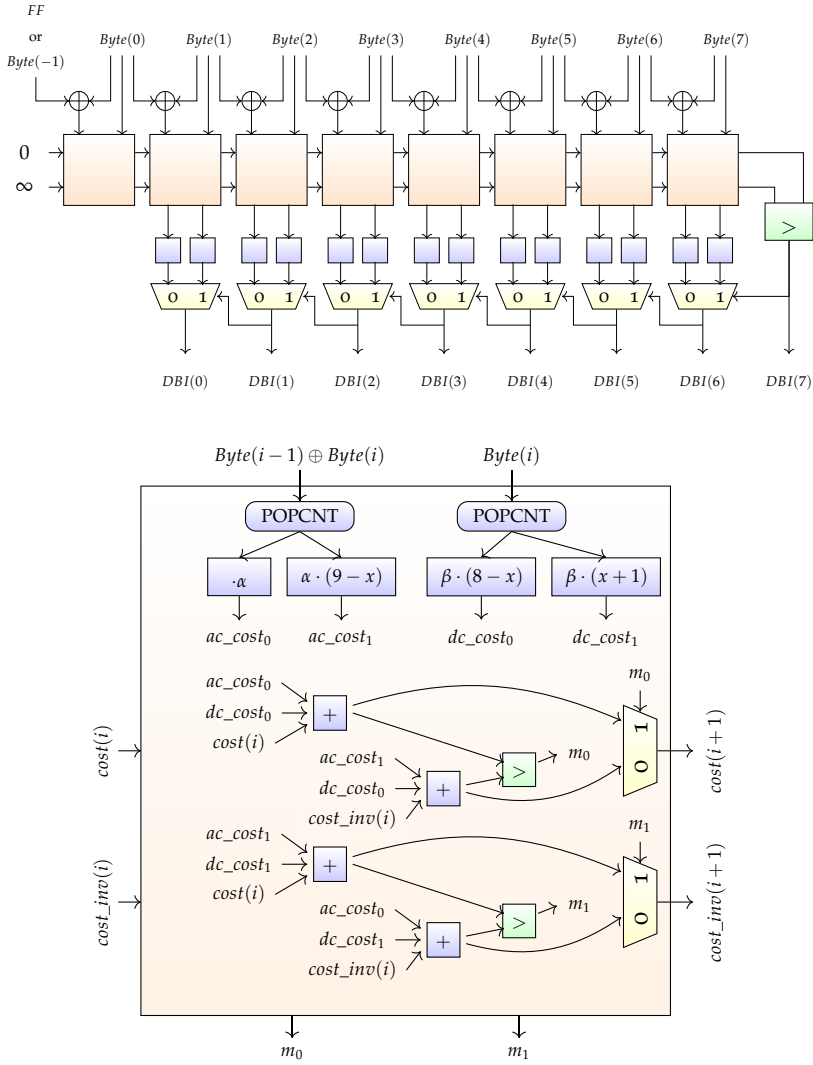 FF
or
Byte(−1)
Byte(0) Byte(1) Byte(2) Byte(3) Byte(4) Byte(5) Byte(6) Byte(7)
0
∞
>
0 1 0 1 0 1 0 1 0 1 0 1 0 1
DBI(0) DBI(1) DBI(2) DBI(3) DBI(4) DBI(5) DBI(6) DBI(7)
Byte(i − 1) ⊕ Byte(i) Byte(i)
POPCNT POPCNT
·α α · (9 − x) β · (8 − x) β · (x + 1)
ac_cost₀ ac_cost₁ dc_cost₀ dc_cost₁
ac_cost₀
dc_cost₀
cost(i)
+
m₀
1
0
cost(i)
cost(i + 1)
ac_cost₁
dc_cost₀
cost_inv(i)
+
>
m₀
ac_cost₁
dc_cost₁
cost(i)
+
m₁
1
0
cost_inv(i)
cost_inv(i + 1)
ac_cost₀
dc_cost₁
cost_inv(i)
+
>
m₁
m₀ m₁